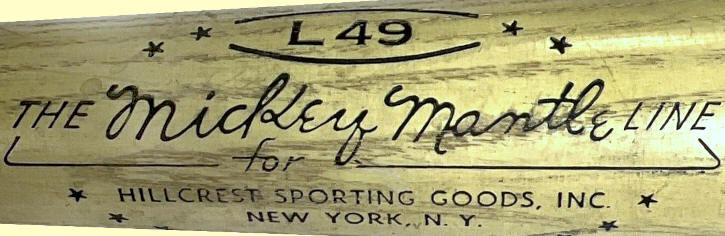 L49
THE Mickey Mantle LINE
for
HILLCREST SPORTING GOODS, INC.
NEW YORK, N. Y.